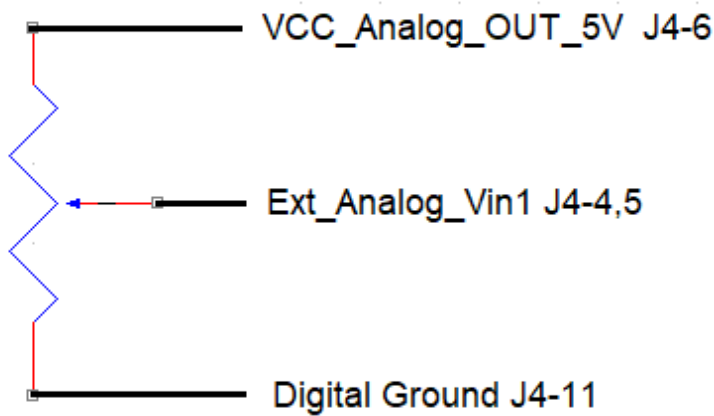 VCC_Analog_OUT_5V J4-6
Ext_Analog_Vin1 J4-4,5
Digital Ground J4-11